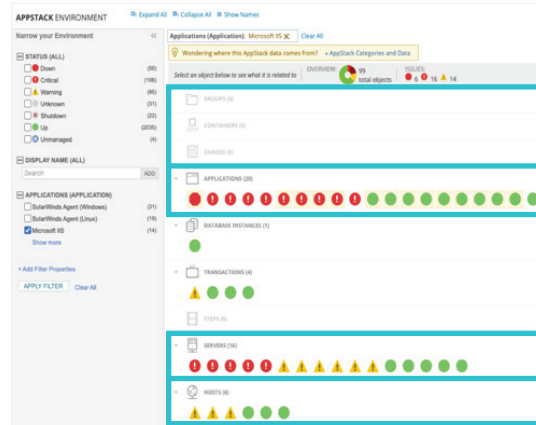 APPSTACK ENVIRONMENT
Expand All Collapse All Show Names
Narrow your Environment
Applications (Application): Microsoft IIS X Clear All
Wondering where this AppStack data comes from? » AppStack Categories and Data
STATUS (ALL)
Down (50)
Critical (106)
Warning (95)
Unknown (31)
Shutdown (22)
Up (2035)
Unmanaged (4)
DISPLAY NAME (ALL)
Search ADD
APPLICATIONS (APPLICATION)
SolarWinds Agent (Windows) (31)
SolarWinds Agent (Linux) (19)
Microsoft IIS (14)
Show more
+ Add Filter Properties
APPLY FILTER Clear All
Select an object below to see what it is related to
OVERVIEW: 99 total objects
ISSUES: 6 16 14
GROUPS (0)
CONTAINERS (0)
CHASSIS (0)
APPLICATIONS (20)
DATABASE INSTANCES (1)
TRANSACTIONS (4)
STEPS (0)
SERVERS (16)
HOSTS (6)